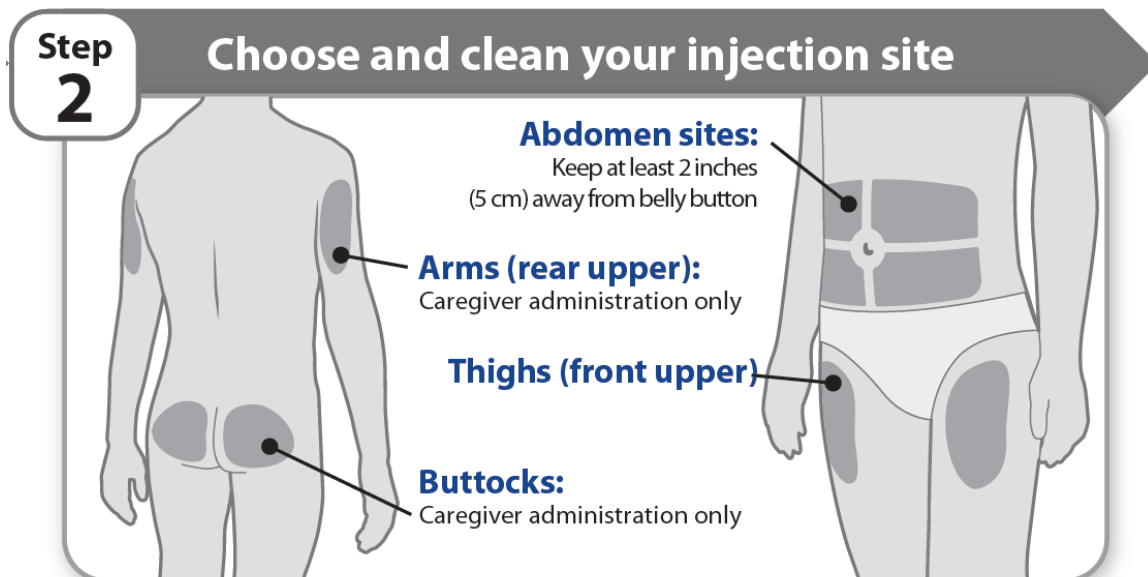 Step
2
Choose and clean your injection site
Abdomen sites:
Keep at least 2 inches
(5 cm) away from belly button
Arms (rear upper):
Caregiver administration only
Thighs (front upper)
Buttocks:
Caregiver administration only